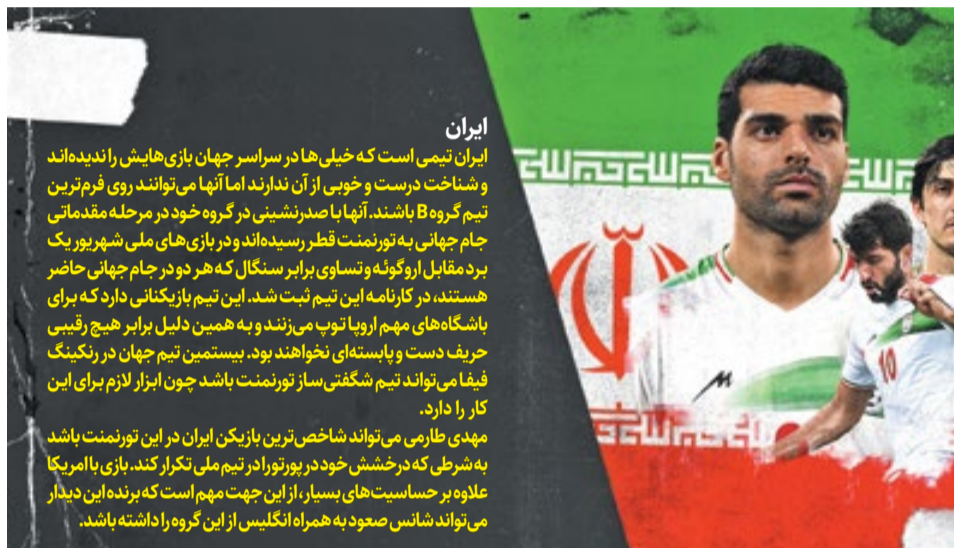 ایران
ایران تیمی است که خیلی‌ها در سراسر جهان بازی‌هایش را ندیده‌اند
و شناخت درست و خوبی از آن ندارند اما آنها می‌توانند روی فرم‌ترین
تیم گروه B باشند. آنها با صدرنشینی در گروه خود در مرحله مقدماتی
جام جهانی به تورنمنت قطر رسیده‌اند و در بازی‌های ملی شهریور یک
برد مقابل اروگوئه و تساوی برابر سنگال که هر دو در جام جهانی حاضر
هستند، در کارنامه این تیم ثبت شد. این تیم بازیکنانی دارد که برای
باشگاه‌های مهم اروپا توپ می‌زنند و به همین دلیل برابر هیچ رقیبی
حریف دست و پابسته‌ای نخواهند بود. بیستمین تیم جهان در رنکینگ
فیفا می‌تواند تیم شگفتی‌ساز تورنمنت باشد چون ابزار لازم برای این
کار را دارد.
مهدی طارمی می‌تواند شاخص‌ترین بازیکن ایران در این تورنمنت باشد
به شرطی که درخشش خود در پورتو را در تیم ملی تکرار کند. بازی با امریکا
علاوه بر حساسیت‌های بسیار، از این جهت مهم است که برنده این دیدار
می‌تواند شانس صعود به همراه انگلیس از این گروه را داشته باشد.
10